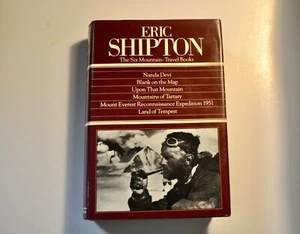 ERIC
SHIPTON
The Six Mountain-Travel Books
Nanda Devi
Blank on the Map
Upon That Mountain
Mountains of Tartary
Mount Everest Reconnaissance Expedition 1951
Land of Tempest